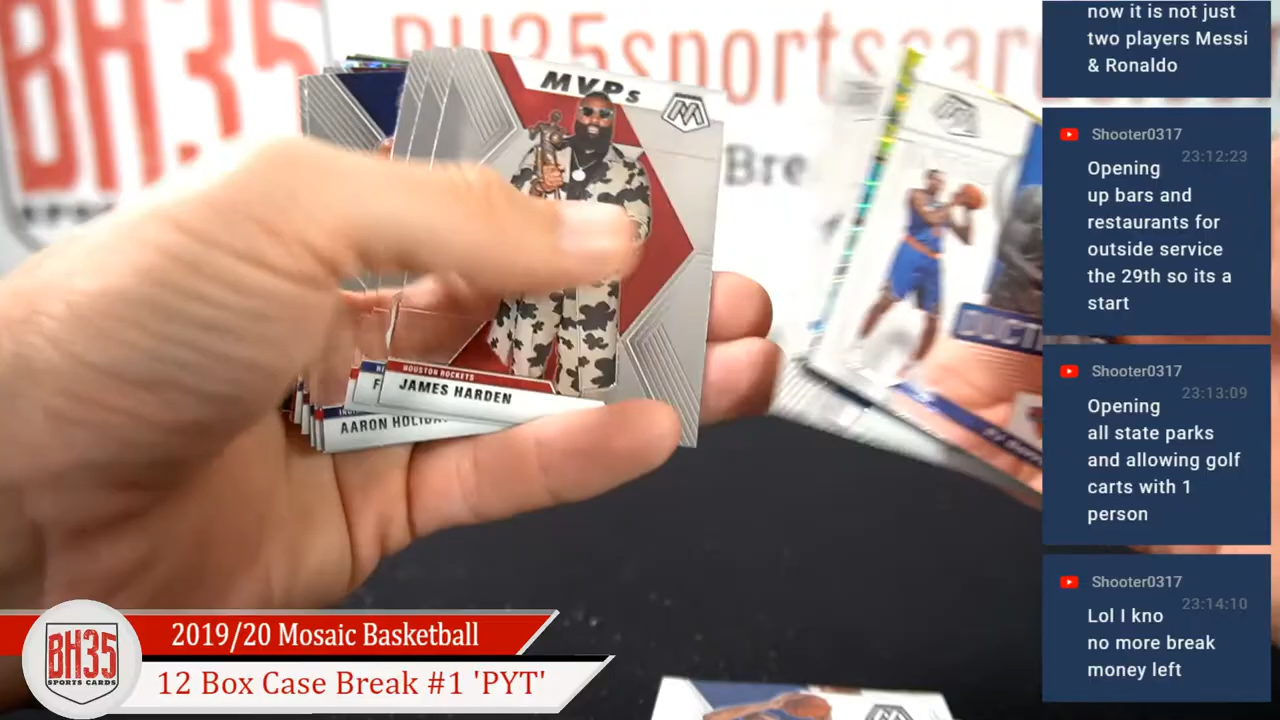 BH35
SPORTS
BH35sportscar
Bre
MVPs
M
HOUSTON ROCKETS
JAMES HARDEN
AARON HOLIDAY
2019/20 Mosaic Basketball
12 Box Case Break #1 'PYT'
BH35
SPORTS CARDS
now it is not just
two players Messi
& Ronaldo
Shooter0317
23:12:23
Opening
up bars and
restaurants for
outside service
the 29th so its a
start
Shooter0317
23:13:09
Opening
all state parks
and allowing golf
carts with 1
person
Shooter0317
23:14:10
Lol I kno
no more break
money left